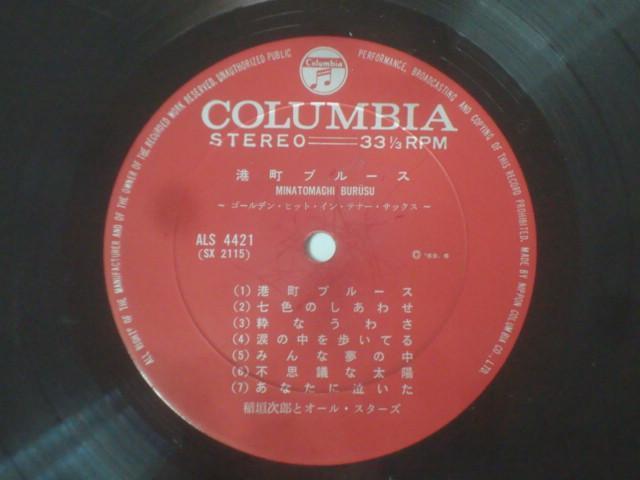 ALL RIGHTS OF THE MANUFACTURER AND OF THE OWNER OF THE RECORDED WORK RESERVED. UNAUTHORIZED PUBLIC PERFORMANCE, BROADCASTING AND COPYING OF THIS RECORD PROHIBITED. MADE BY NIPPON COLUMBIA CO., LTD.
Columbia
COLUMBIA
STEREO 33⅓ RPM
港町ブルース
MINATOMACHI BURŪSU
~ ゴールデン・ヒット・イン・テナー・サックス ~
ALS 4421
(SX 2115)
(1) 港町ブルース
(2) 七色のしあわせ
(3) 粋なうわさ
(4) 涙の中を歩いてる
(5) みんな夢の中
(6) 不思議な太陽
(7) あなたに泣いた
稲垣次郎とオール・スターズ